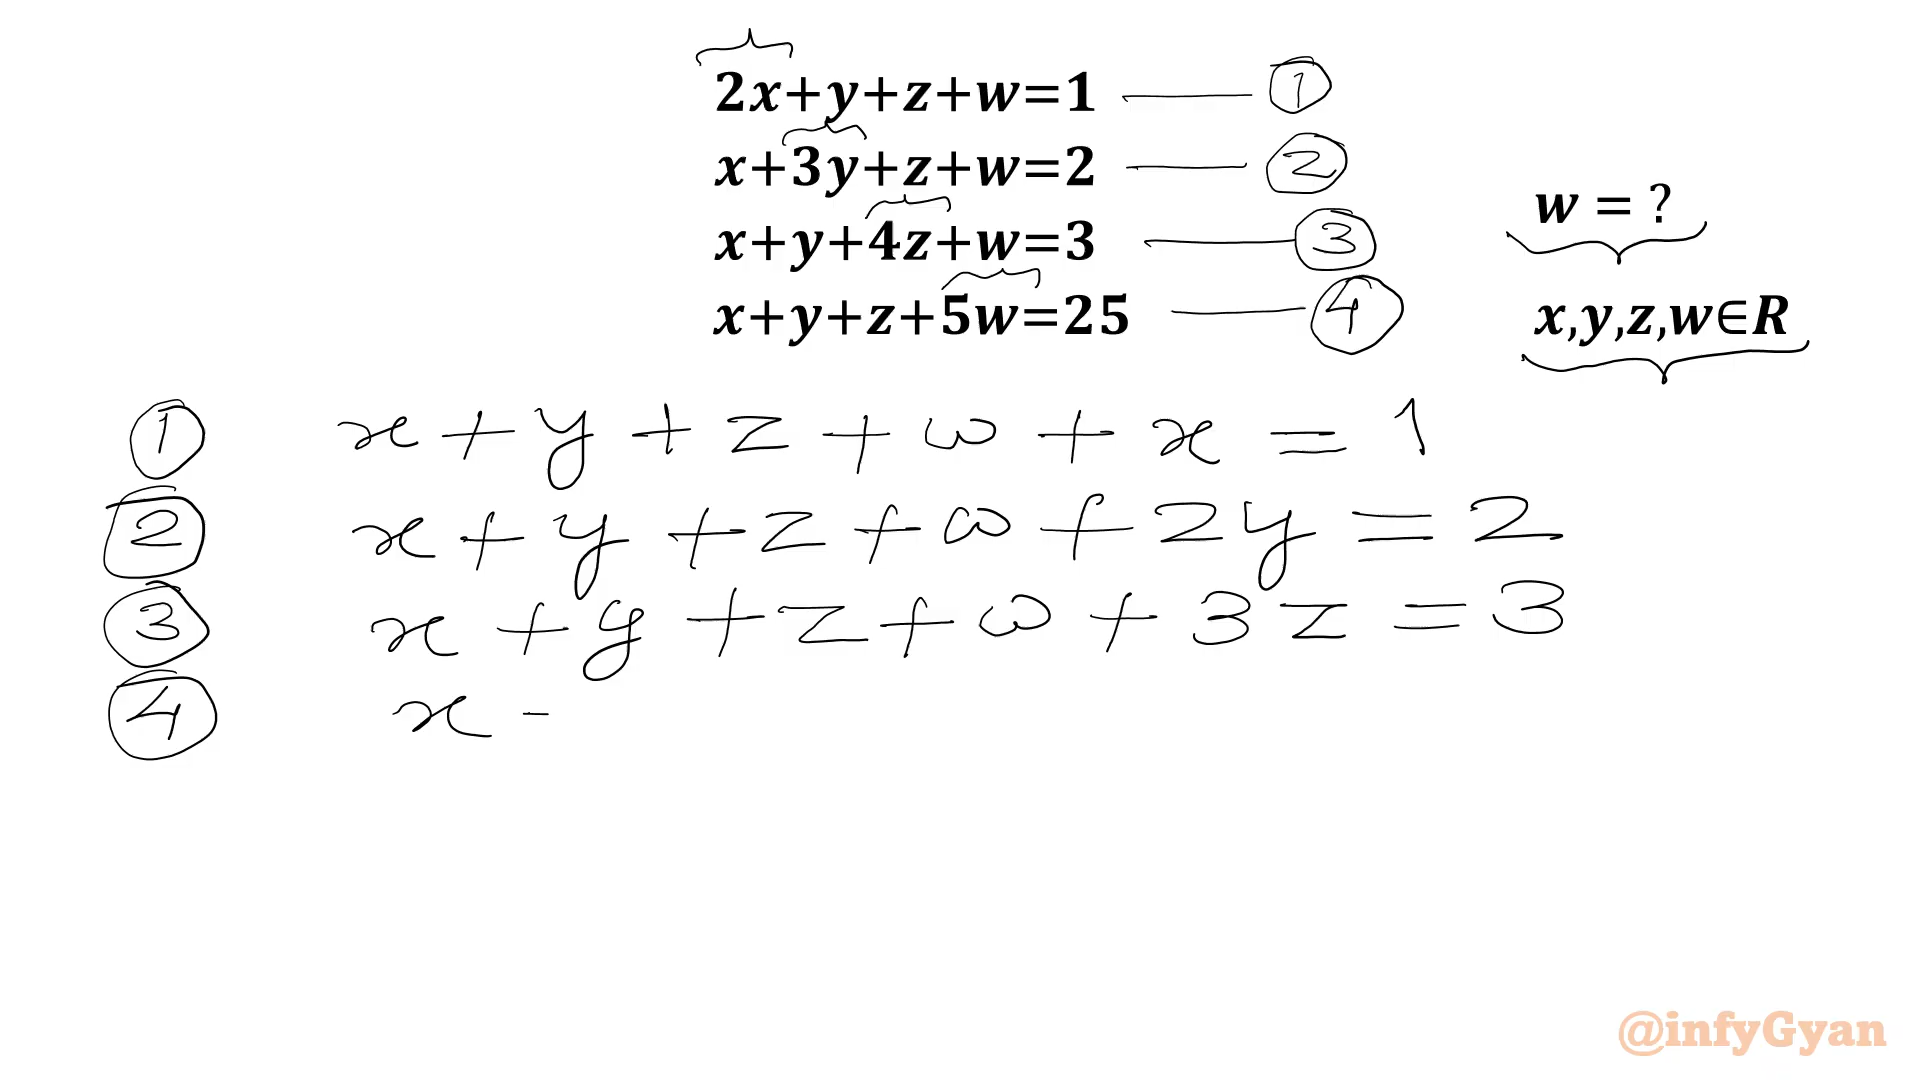 2x+y+z+w=1 1
x+3y+z+w=2 2
x+y+4z+w=3 3
x+y+z+5w=25 4
w = ?
x,y,z,w∈R
1 x + y + z + w + x = 1
2 x + y + z + w + 2y = 2
3 x + y + z + w + 3z = 3
4 x -
@infyGyan